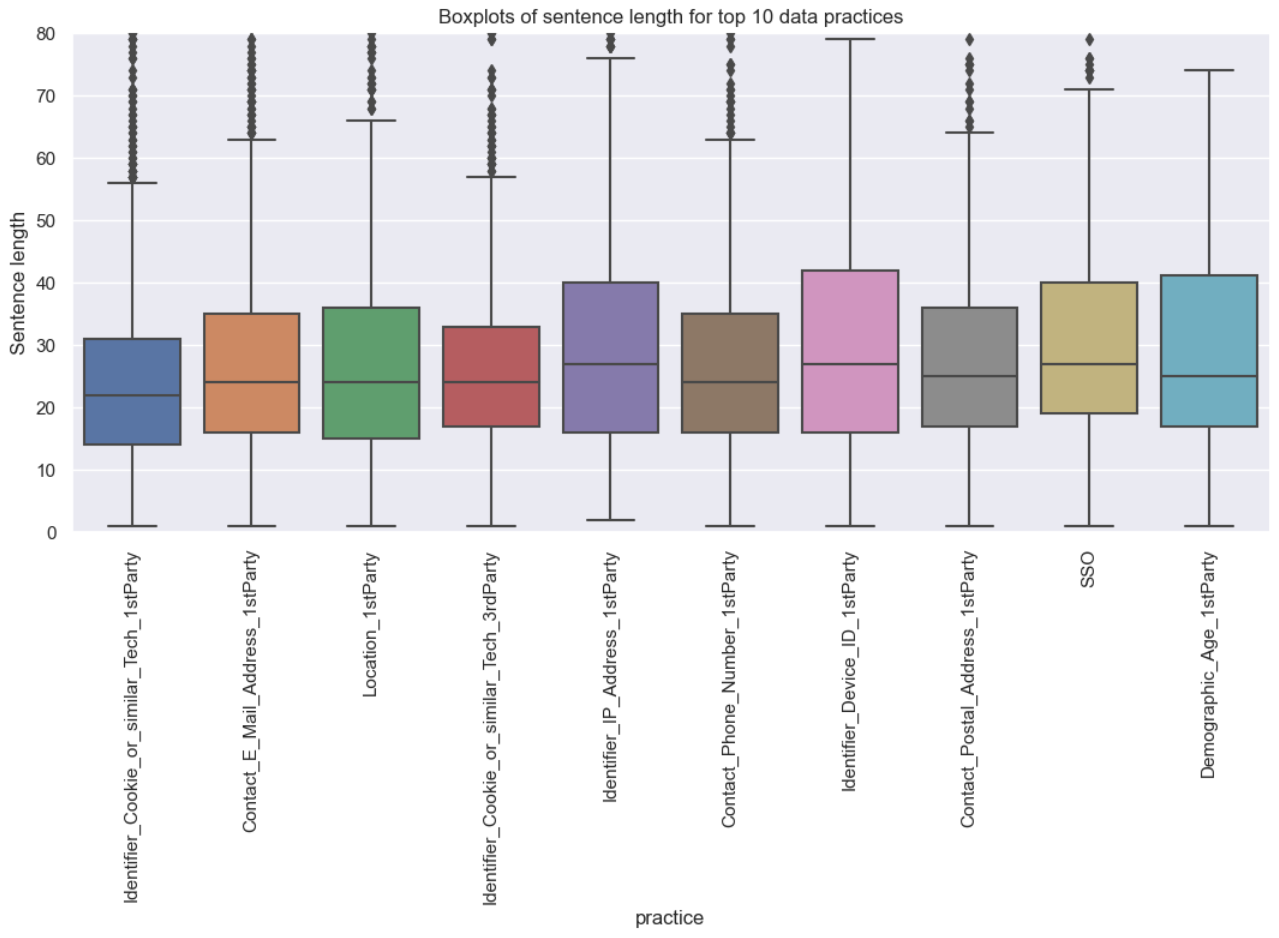 Boxplots of sentence length for top 10 data practices
Sentence length
80
70
60
50
40
30
20
10
0
Identifier_Cookie_or_similar_Tech_1stParty
Contact_E_Mail_Address_1stParty
Location_1stParty
Identifier_Cookie_or_similar_Tech_3rdParty
Identifier_IP_Address_1stParty
Contact_Phone_Number_1stParty
Identifier_Device_ID_1stParty
Contact_Postal_Address_1stParty
SSO
Demographic_Age_1stParty
practice